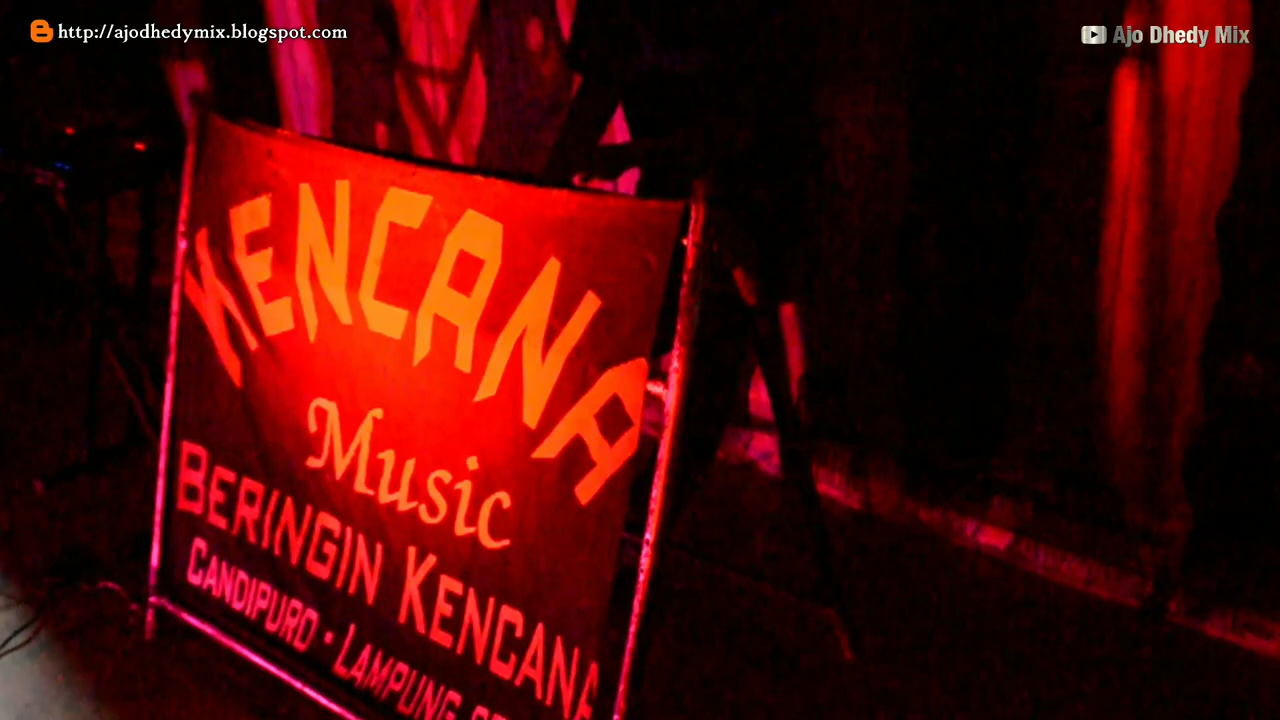 http://ajodhedymix.blogspot.com
Ajo Dhedy Mix
KENCANA
Music
BERINGIN KENCANA
CANDIPURO · LAMPUNG